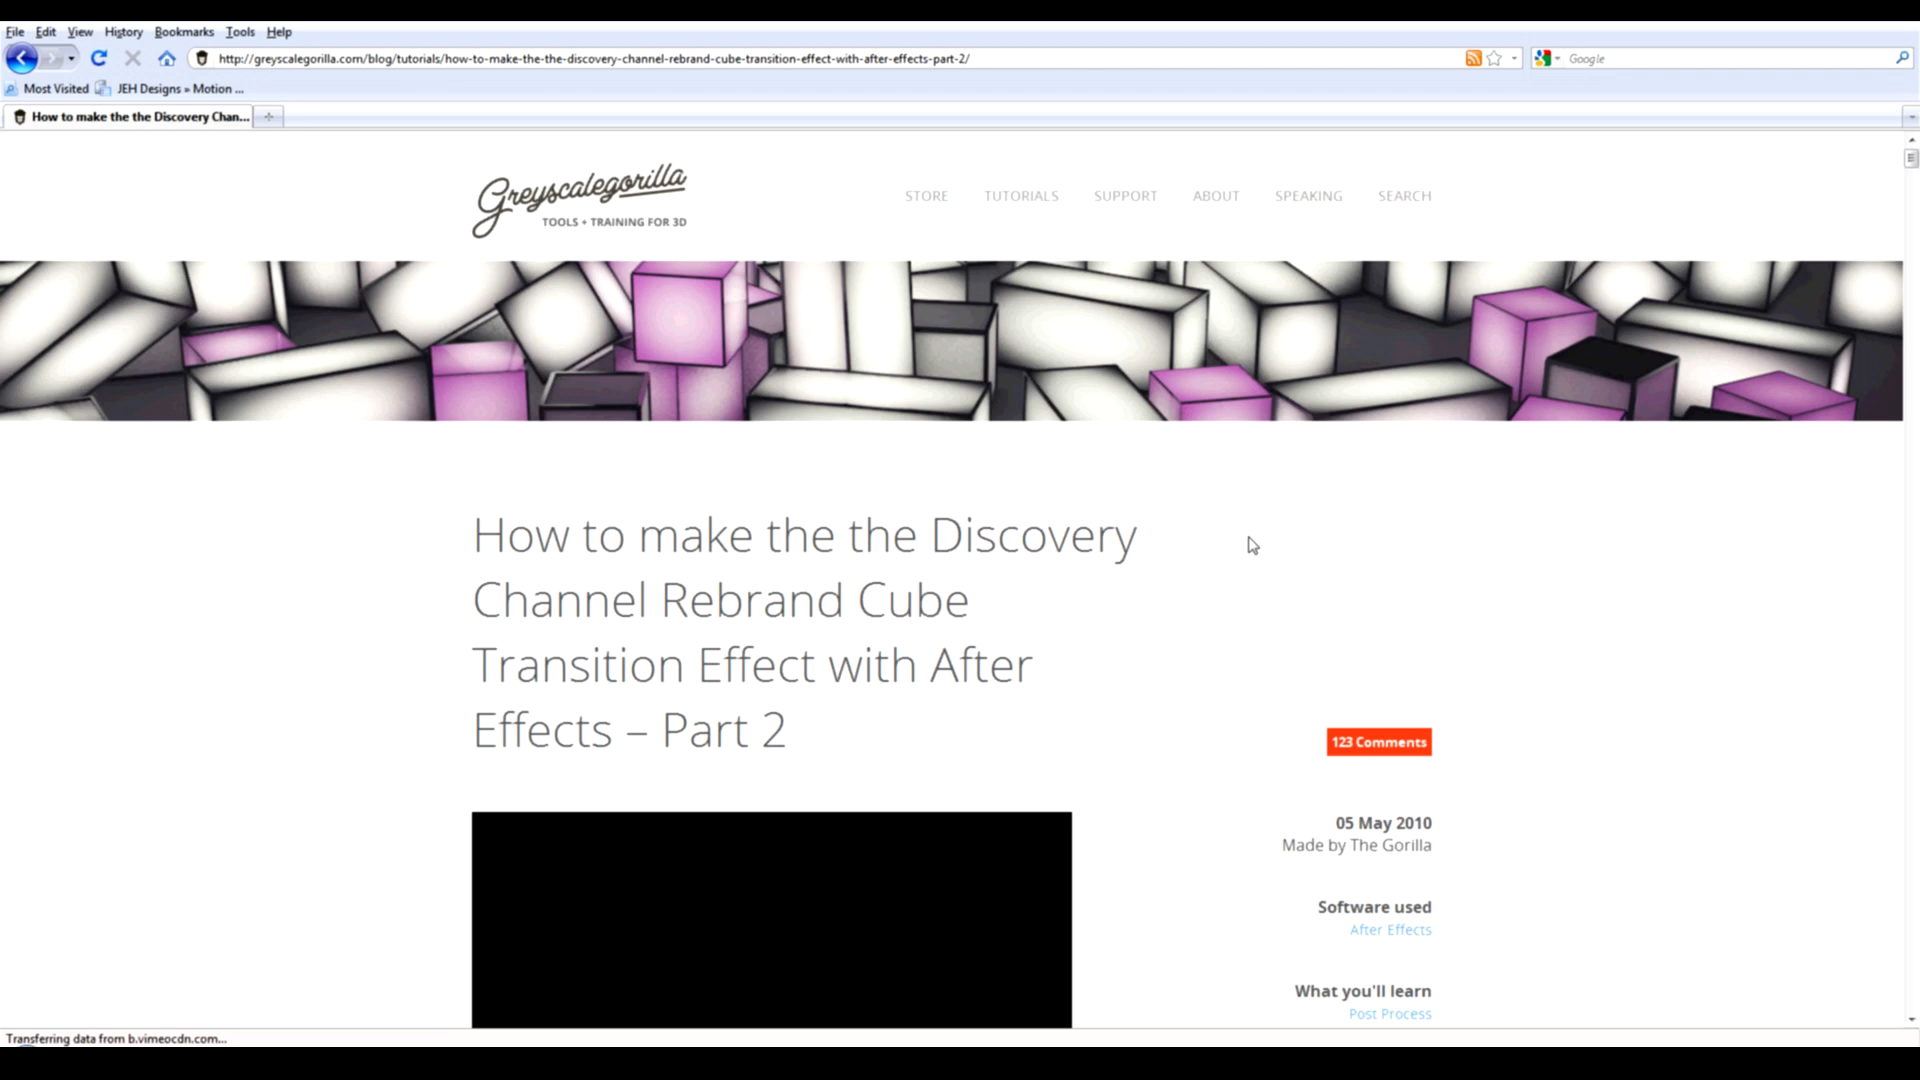 File Edit View History Bookmarks Tools Help
http://greyscalegorilla.com/blog/tutorials/how-to-make-the-the-discovery-channel-rebrand-cube-transition-effect-with-after-effects-part-2/
Google
Most Visited JEH Designs » Motion ...
How to make the the Discovery Chan...
Greyscalegorilla
TOOLS + TRAINING FOR 3D
STORE TUTORIALS SUPPORT ABOUT SPEAKING SEARCH
How to make the the Discovery
Channel Rebrand Cube
Transition Effect with After
Effects – Part 2
123 Comments
05 May 2010
Made by The Gorilla
Software used
After Effects
What you'll learn
Post Process
Transferring data from b.vimeocdn.com...